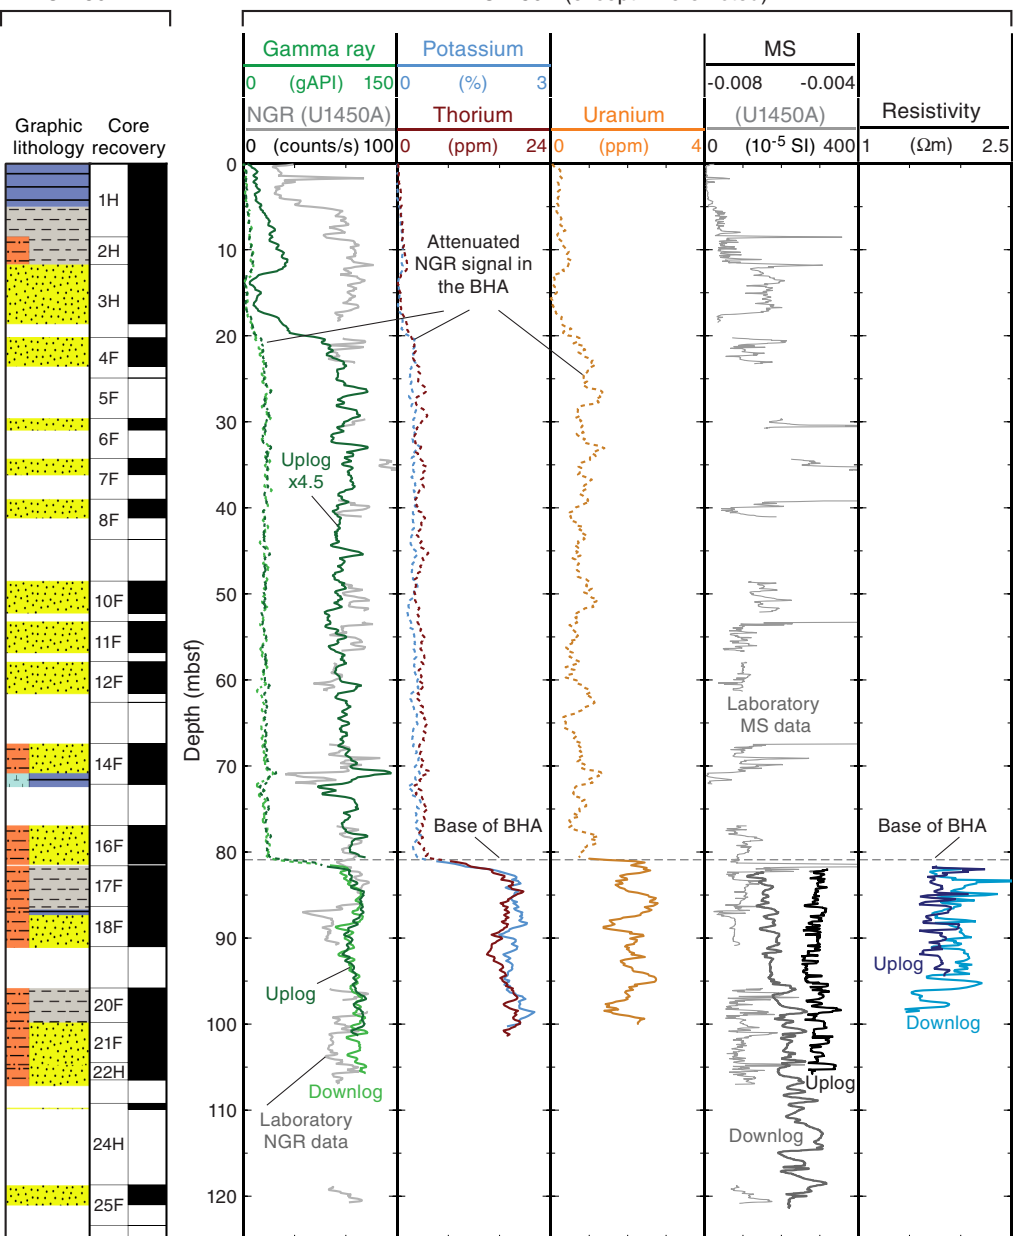 Gamma ray
0 (gAPI) 150
NGR (U1450A)
0 (counts/s) 100
Potassium
0 (%) 3
Thorium
0 (ppm) 24
Uranium
0 (ppm) 4
MS
-0.008 -0.004
(U1450A)
0 (10-5 SI) 400
Resistivity
1 (Ωm) 2.5
Graphic
lithology
Core
recovery
1H
2H
3H
4F
5F
6F
7F
8F
10F
11F
12F
14F
16F
17F
18F
20F
21F
22H
24H
25F
Depth (mbsf)
0
10
20
30
40
50
60
70
80
90
100
110
120
Attenuated
NGR signal in
the BHA
Uplog
x4.5
Laboratory
MS data
Base of BHA
Base of BHA
Uplog
Uplog
Downlog
Downlog
Uplog
Laboratory
NGR data
Downlog